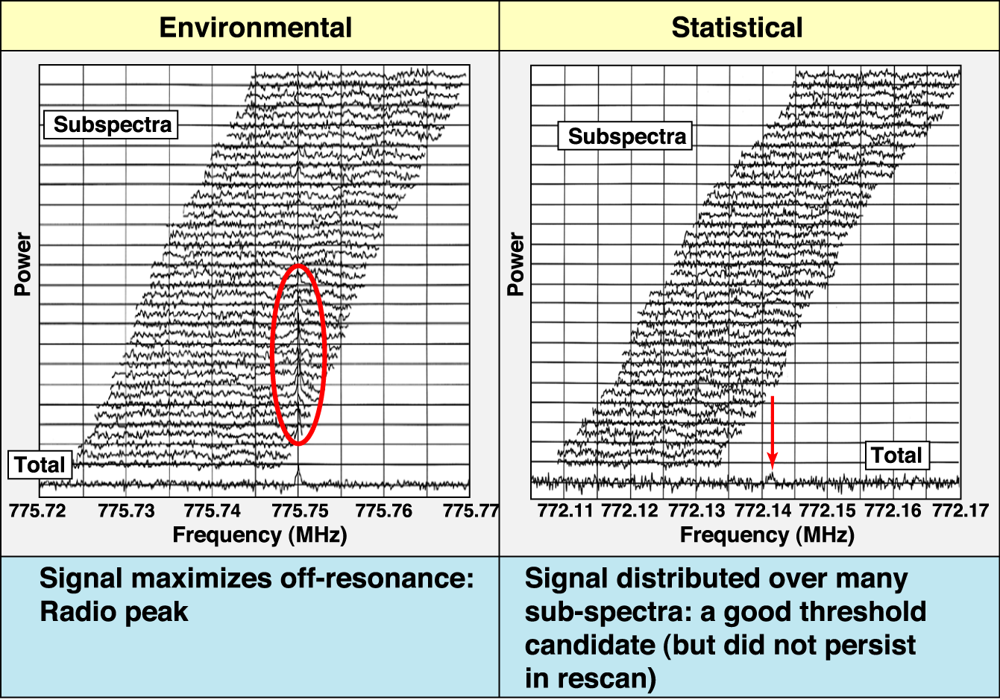 Environmental
Statistical
Subspectra
Subspectra
Power
Power
Total
Total
775.72 775.73 775.74 775.75 775.76 775.77
772.11 772.12 772.13 772.14 772.15 772.16 772.17
Frequency (MHz)
Frequency (MHz)
Signal maximizes off-resonance:
Radio peak
Signal distributed over many
sub-spectra: a good threshold
candidate (but did not persist
in rescan)